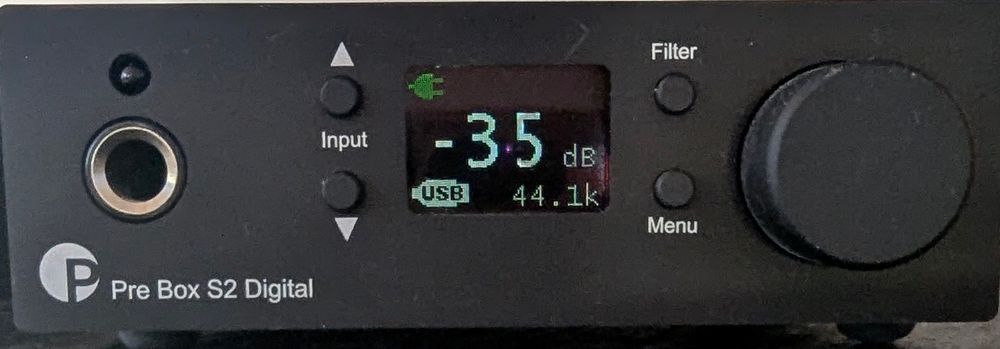 Filter
Input
-35 dB
USB 44.1k
Menu
Pre Box S2 Digital